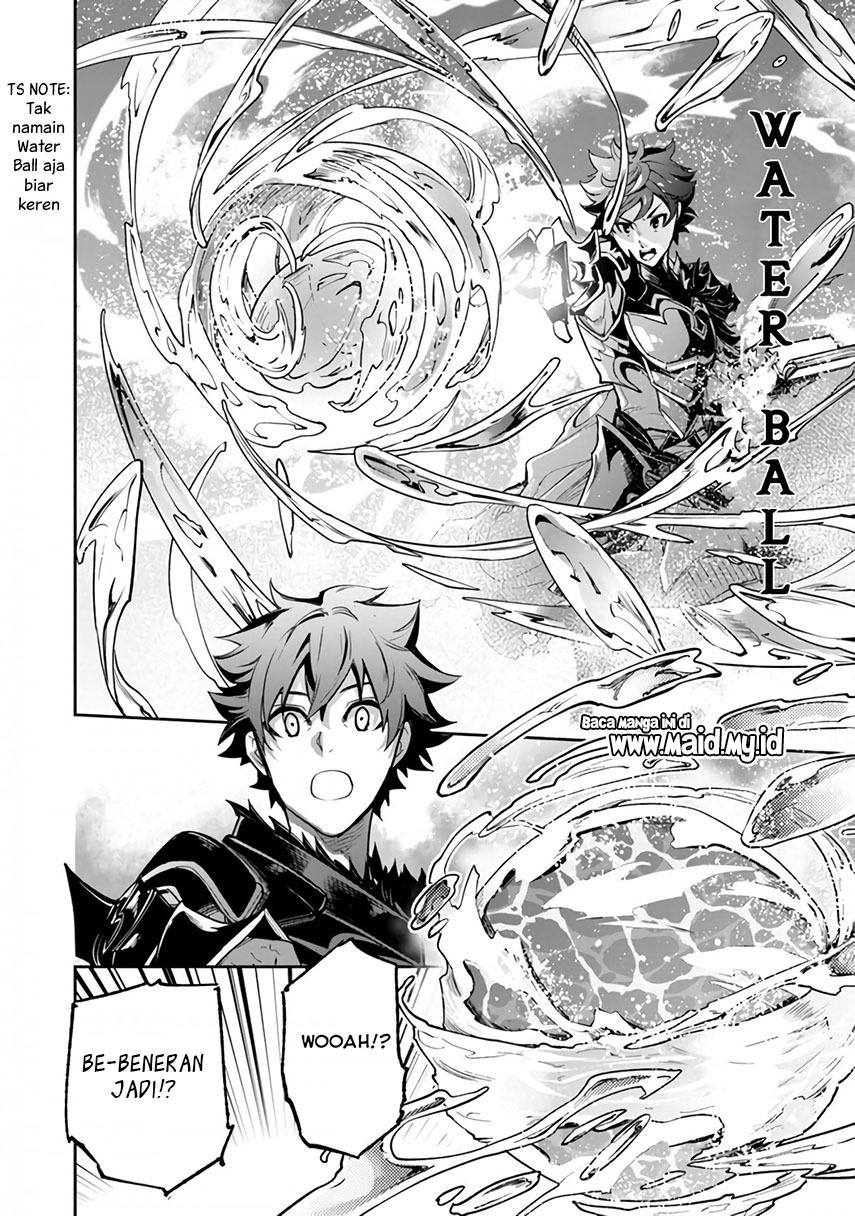 TS NOTE:
Tak
namain
Water
Ball aja
biar
keren
WATER BALL
Baca Manga ini di
www.Maid.my.id
WOOAH!?
BE-BENERAN
JADI!?